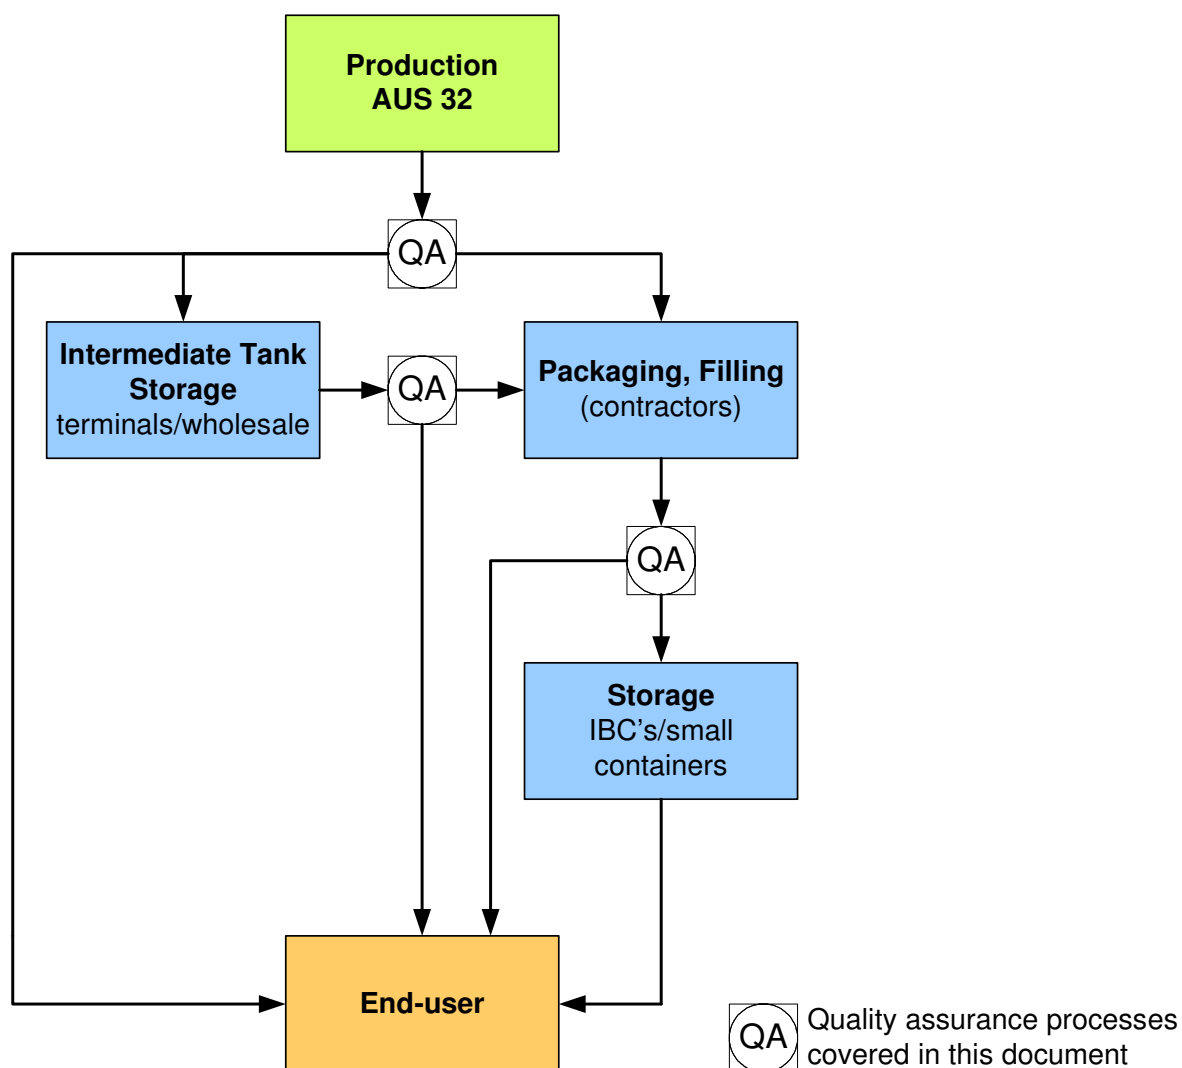 Production
AUS 32
QA
Intermediate Tank
Storage
terminals/wholesale
QA
Packaging, Filling
(contractors)
QA
Storage
IBC's/small
containers
End-user
QA
Quality assurance processes
covered in this document